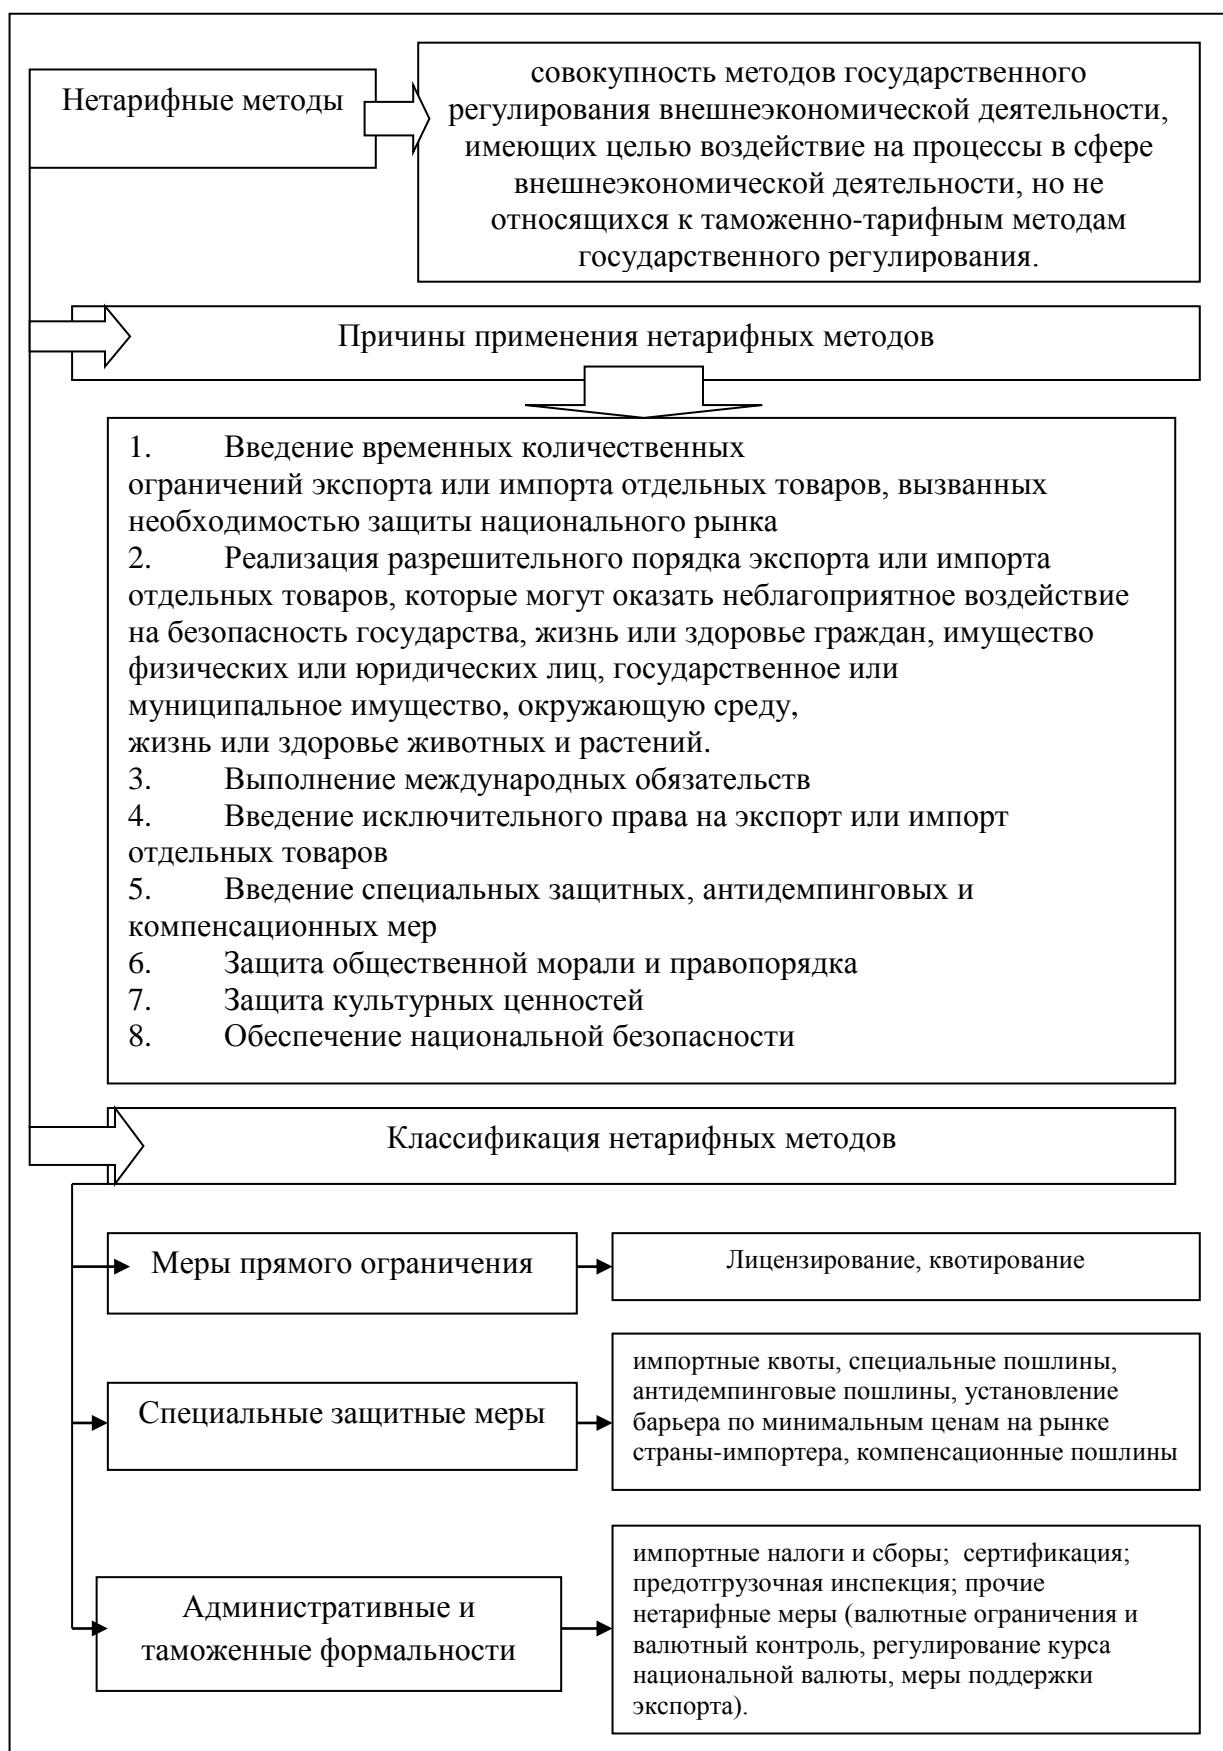 Нетарифные методы
совокупность методов государственного
регулирования внешнеэкономической деятельности,
имеющих целью воздействие на процессы в сфере
внешнеэкономической деятельности, но не
относящихся к таможенно-тарифным методам
государственного регулирования.
Причины применения нетарифных методов
1. Введение временных количественных
ограничений экспорта или импорта отдельных товаров, вызванных
необходимостью защиты национального рынка
2. Реализация разрешительного порядка экспорта или импорта
отдельных товаров, которые могут оказать неблагоприятное воздействие
на безопасность государства, жизнь или здоровье граждан, имущество
физических или юридических лиц, государственное или
муниципальное имущество, окружающую среду,
жизнь или здоровье животных и растений.
3. Выполнение международных обязательств
4. Введение исключительного права на экспорт или импорт
отдельных товаров
5. Введение специальных защитных, антидемпинговых и
компенсационных мер
6. Защита общественной морали и правопорядка
7. Защита культурных ценностей
8. Обеспечение национальной безопасности
Классификация нетарифных методов
Меры прямого ограничения
Лицензирование, квотирование
Специальные защитные меры
импортные квоты, специальные пошлины,
антидемпинговые пошлины, установление
барьера по минимальным ценам на рынке
страны-импортера, компенсационные пошлины
Административные и
таможенные формальности
импортные налоги и сборы; сертификация;
предотгрузочная инспекция; прочие
нетарифные меры (валютные ограничения и
валютный контроль, регулирование курса
национальной валюты, меры поддержки
экспорта).